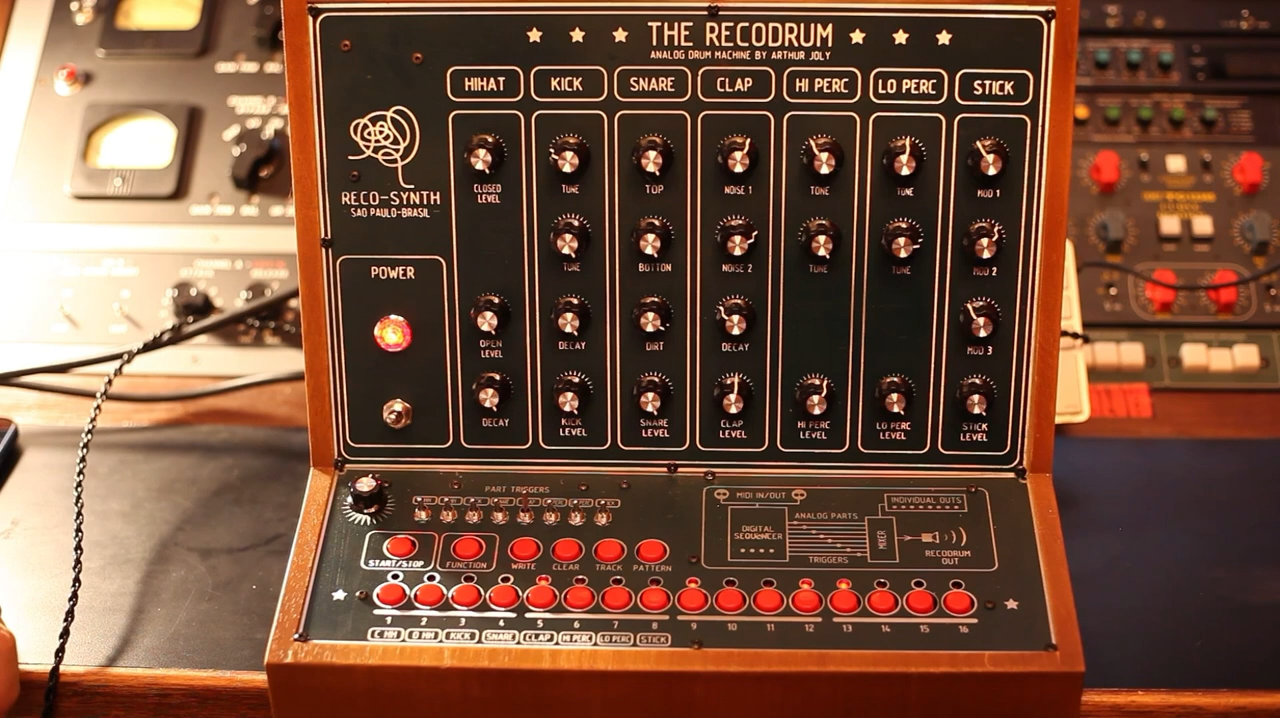 THE RECODRUM
ANALOG DRUM MACHINE BY ARTHUR JOLY
HIHAT KICK SNARE CLAP HI PERC LO PERC STICK
RECO-SYNTH
SAO PAULO-BRASIL
CLOSED LEVEL TUNE TOP NOISE 1 TONE TUNE MOD 1
TUNE BOTTON NOISE 2 TUNE TUNE MOD 2
POWER
OPEN LEVEL DECAY DIRT DECAY MOD 3
DECAY KICK LEVEL SNARE LEVEL CLAP LEVEL HI PERC LEVEL LO PERC LEVEL STICK LEVEL
PART TRIGGERS
MIDI IN/OUT
INDIVIDUAL OUTS
ANALOG PARTS
DIGITAL SEQUENCER
MIXER
TRIGGERS
RECODRUM OUT
START/STOP FUNCTION WRITE CLEAR TRACK PATTERN
1 2 3 4 5 6 7 8 9 10 11 12 13 14 15 16
C HH O HH KICK SNARE CLAP HI PERC LO PERC STICK